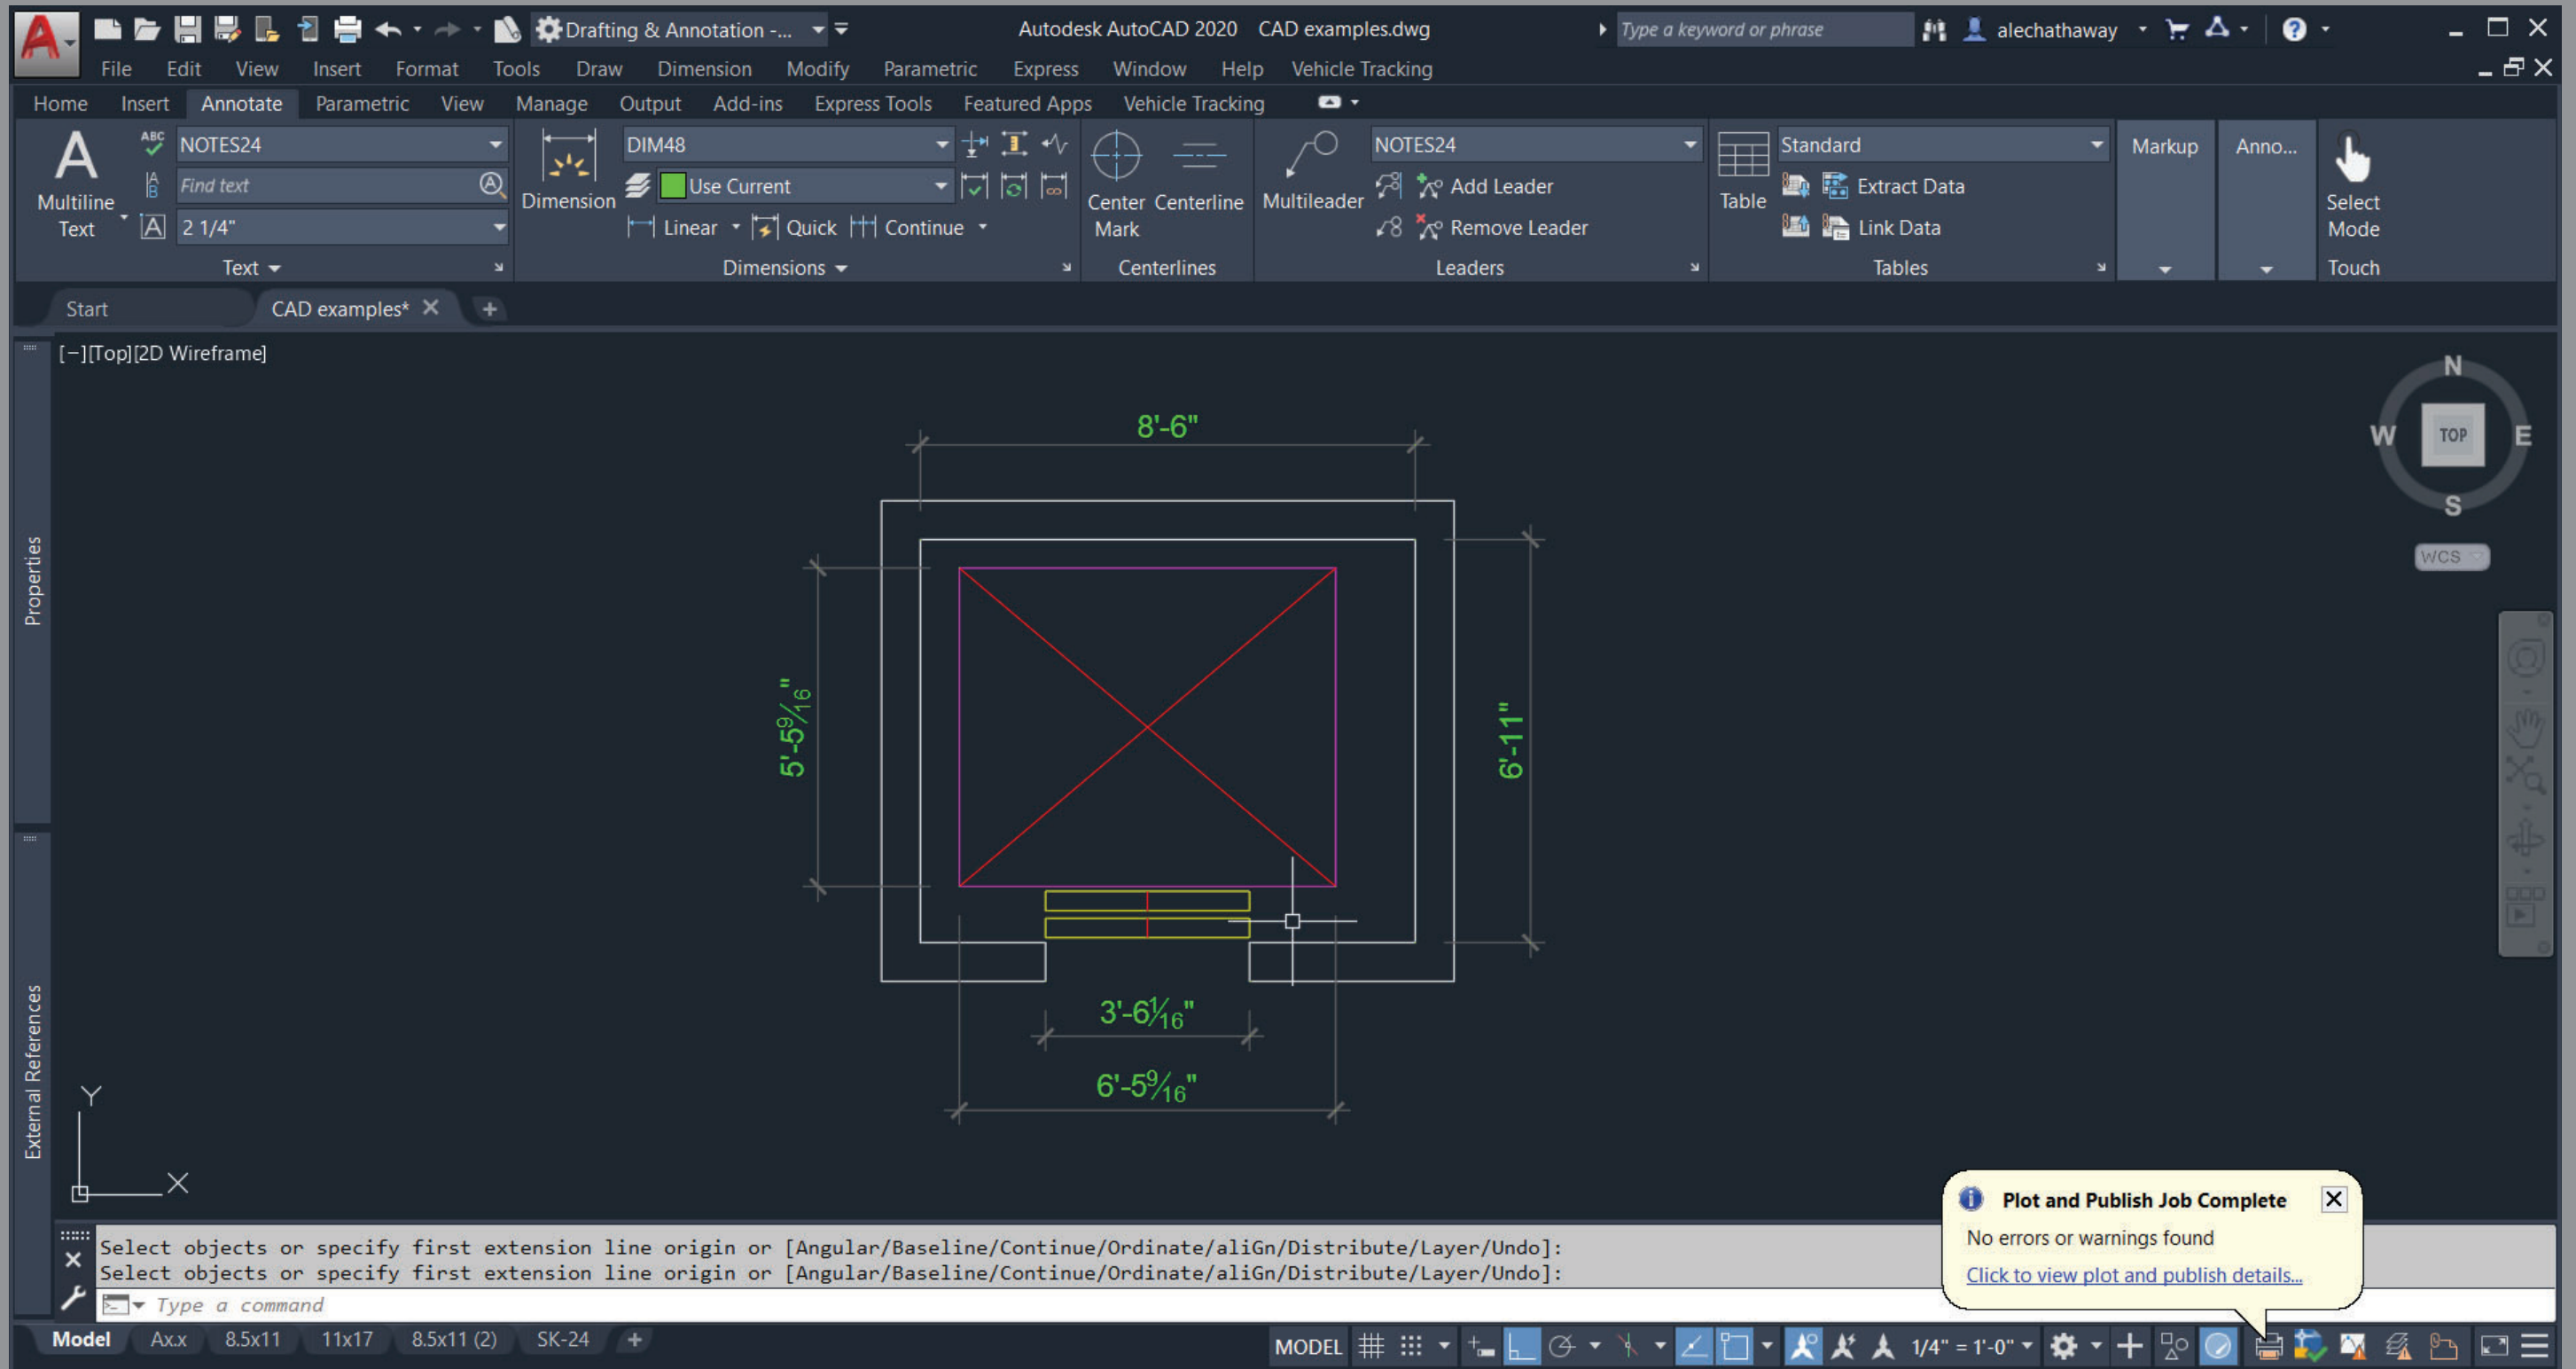 Drafting & Annotation -...
Autodesk AutoCAD 2020 CAD examples.dwg
Type a keyword or phrase
alechathaway
File Edit View Insert Format Tools Draw Dimension Modify Parametric Express Window Help Vehicle Tracking
Home Insert Annotate Parametric View Manage Output Add-ins Express Tools Featured Apps Vehicle Tracking
Multiline Text
ABC
NOTES24
Find text
2 1/4"
Text
Dimension
DIM48
Use Current
Linear Quick Continue
Dimensions
Center Mark
Centerline
Centerlines
Multileader
NOTES24
Add Leader
Remove Leader
Leaders
Table
Standard
Extract Data
Link Data
Tables
Markup
Anno...
Select Mode
Touch
Start CAD examples*
[−][Top][2D Wireframe]
Properties
External References
8'-6"
5'-5 9/16"
6'-11"
3'-6 1/16"
6'-5 9/16"
N
W TOP E
S
WCS
Y
X
Plot and Publish Job Complete
No errors or warnings found
Click to view plot and publish details...
Select objects or specify first extension line origin or [Angular/Baseline/Continue/Ordinate/aliGn/Distribute/Layer/Undo]:
Select objects or specify first extension line origin or [Angular/Baseline/Continue/Ordinate/aliGn/Distribute/Layer/Undo]:
Type a command
Model Ax.x 8.5x11 11x17 8.5x11 (2) SK-24 +
MODEL 1/4" = 1'-0"